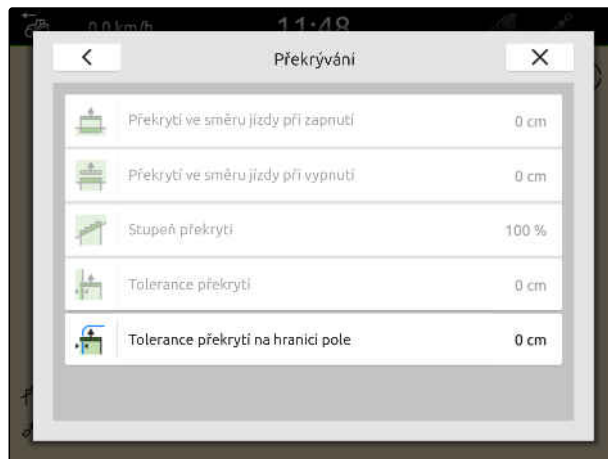 0.0 km/h
11:48
Překrývání
Překrytí ve směru jízdy při zapnutí
0 cm
Překrytí ve směru jízdy při vypnutí
0 cm
Stupeň překrytí
100 %
Tolerance překrytí
0 cm
Tolerance překrytí na hranici pole
0 cm